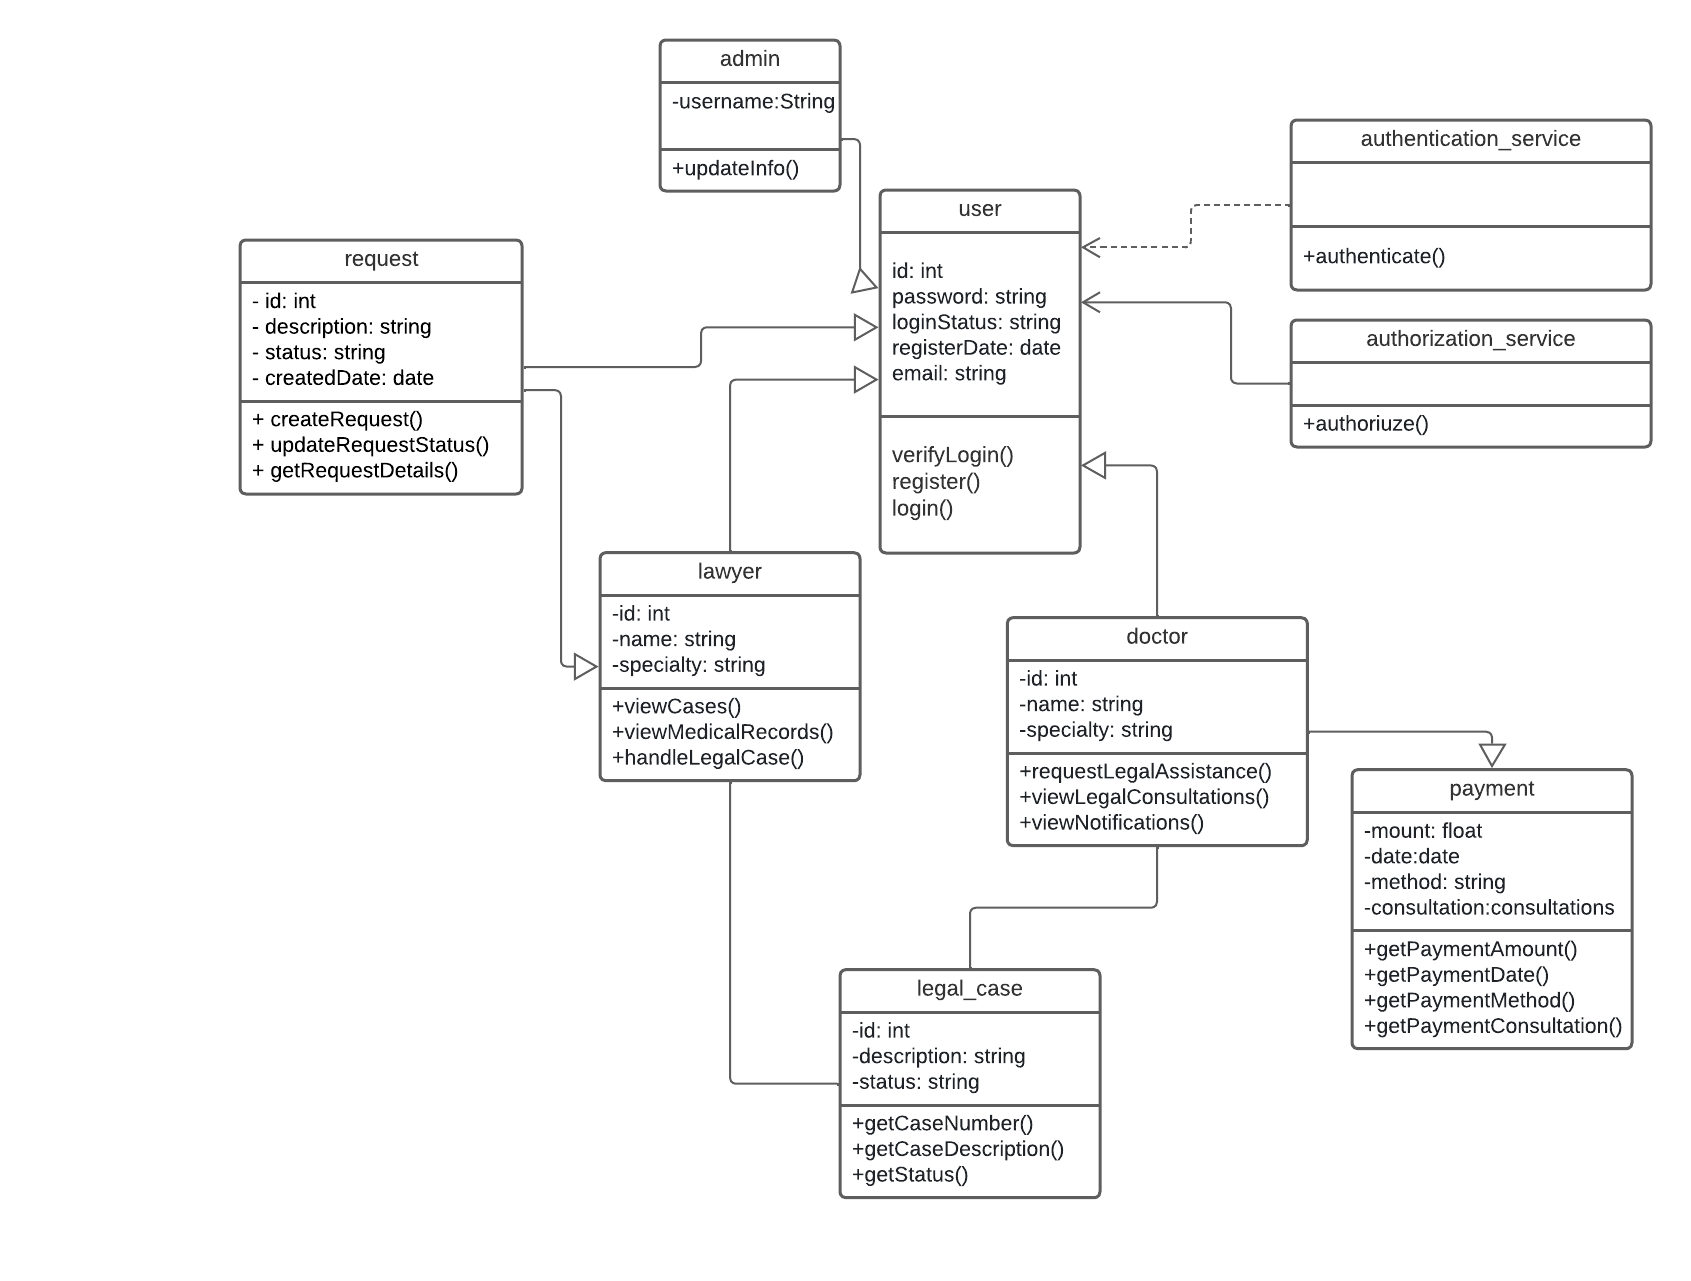 admin
-username:String
+updateInfo()
authentication_service
+authenticate()
user
id: int
password: string
loginStatus: string
registerDate: date
email: string
verifyLogin()
register()
login()
request
- id: int
- description: string
- status: string
- createdDate: date
+ createRequest()
+ updateRequestStatus()
+ getRequestDetails()
authorization_service
+authoriuze()
lawyer
-id: int
-name: string
-specialty: string
+viewCases()
+viewMedicalRecords()
+handleLegalCase()
doctor
-id: int
-name: string
-specialty: string
+requestLegalAssistance()
+viewLegalConsultations()
+viewNotifications()
payment
-mount: float
-date:date
-method: string
-consultation:consultations
+getPaymentAmount()
+getPaymentDate()
+getPaymentMethod()
+getPaymentConsultation()
legal_case
-id: int
-description: string
-status: string
+getCaseNumber()
+getCaseDescription()
+getStatus()